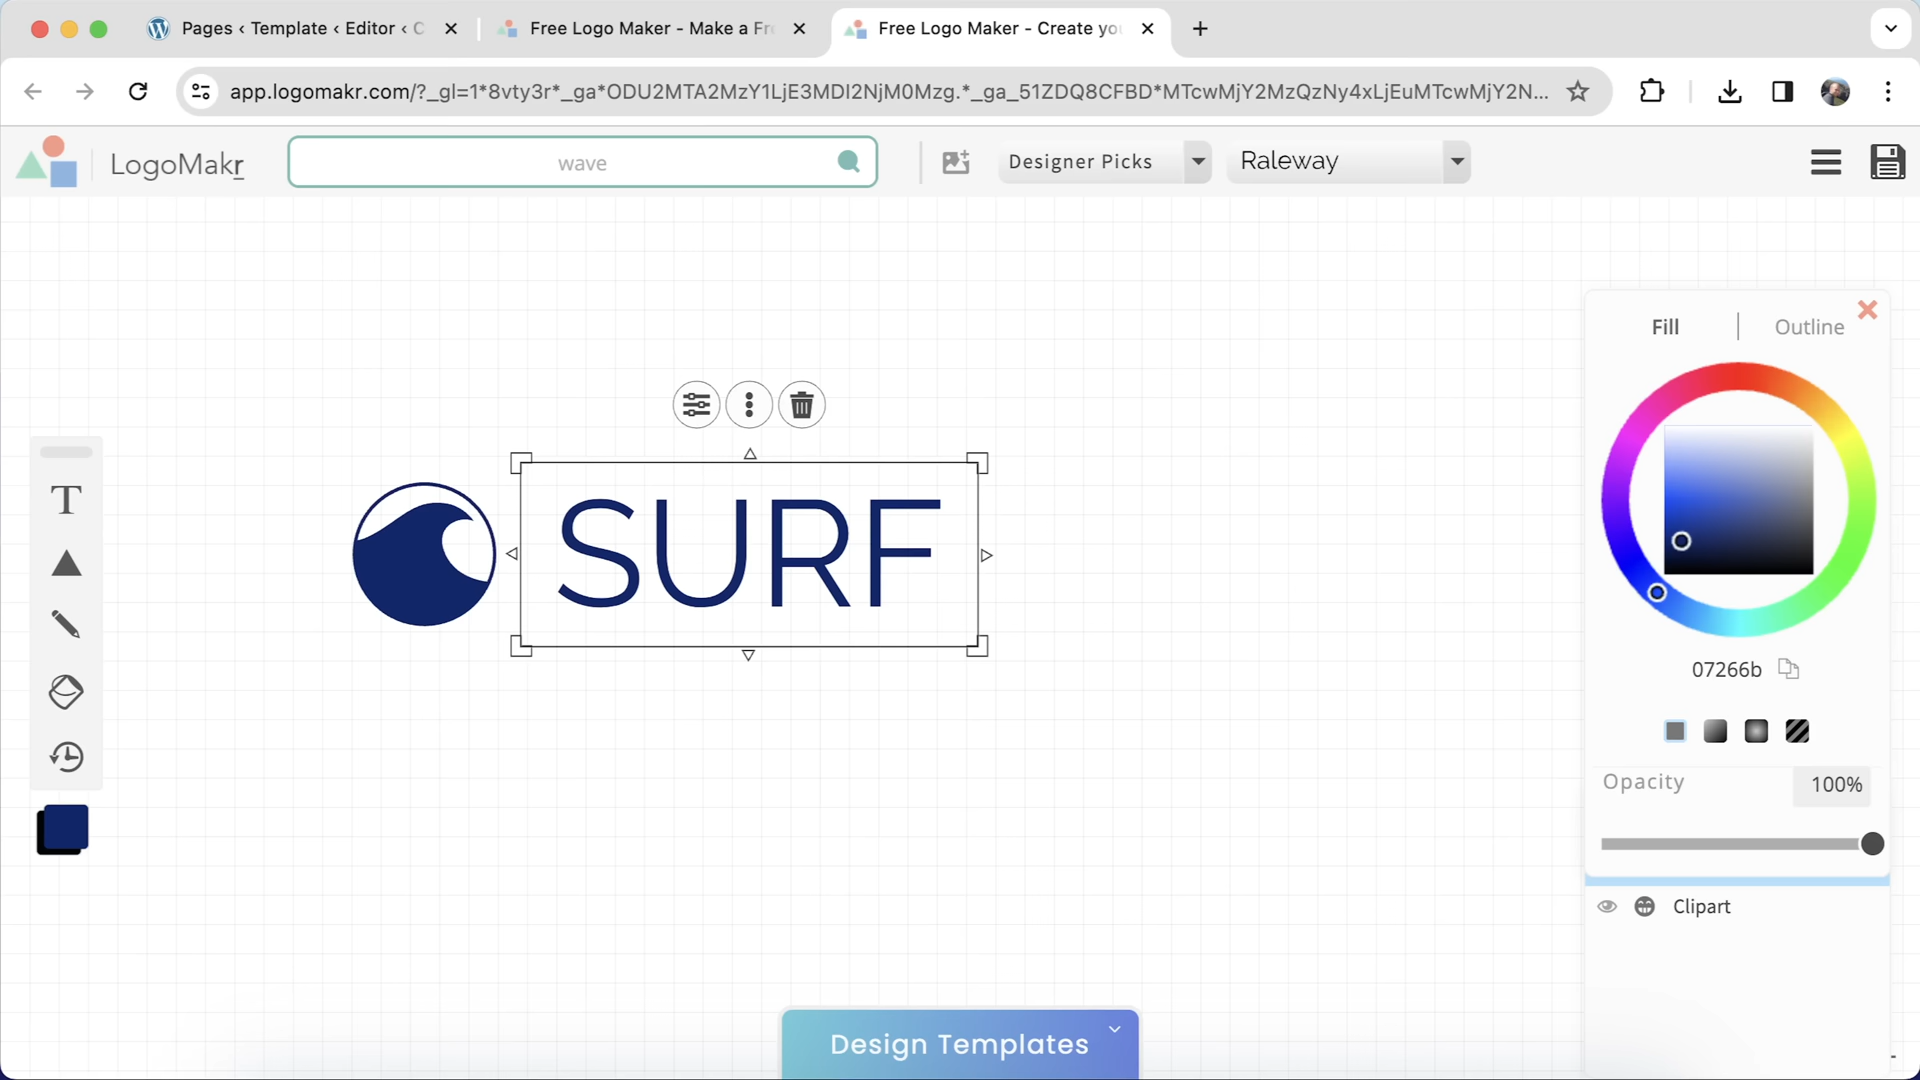 Pages ‹ Template ‹ Editor ‹ C
Free Logo Maker - Make a Fr
Free Logo Maker - Create you
app.logomakr.com/?_gl=1*8vty3r*_ga*ODU2MTA2MzY1LjE3MDI2NjM0Mzg.*_ga_51ZDQ8CFBD*MTcwMjY2MzQzNy4xLjEuMTcwMjY2N...
LogoMakr
wave
Designer Picks
Raleway
Fill
Outline
T
SURF
07266b
Opacity
100%
Clipart
Design Templates